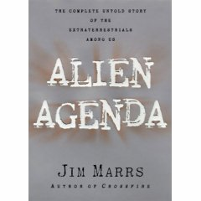 THE COMPLETE UNTOLD STORY
OF THE
EXTRATERRESTRIALS
AMONG US
ALIEN
AGENDA
JIM MARRS
AUTHOR OF CROSSFIRE